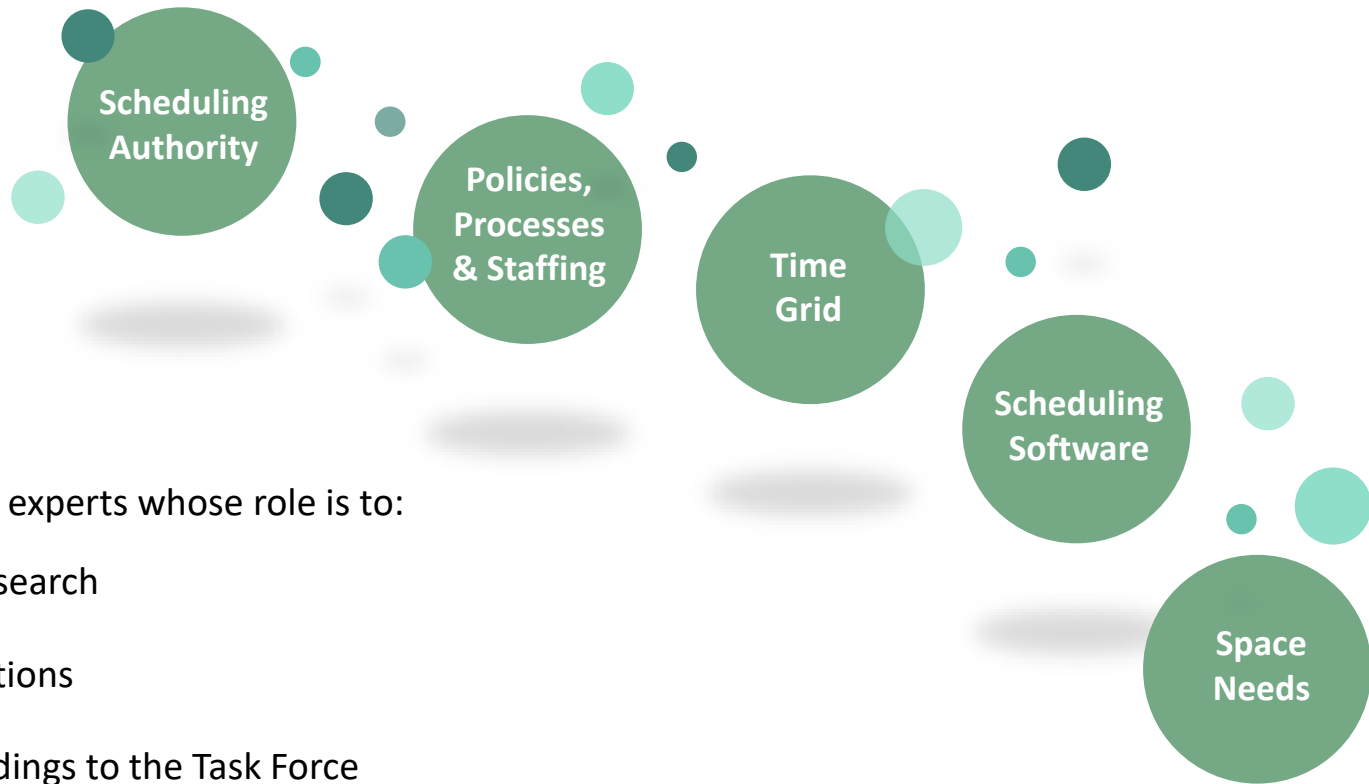 Scheduling
Authority
Policies,
Processes
& Staffing
Time
Grid
Scheduling
Software
Space
Needs
experts whose role is to:
search
tions
dings to the Task Force